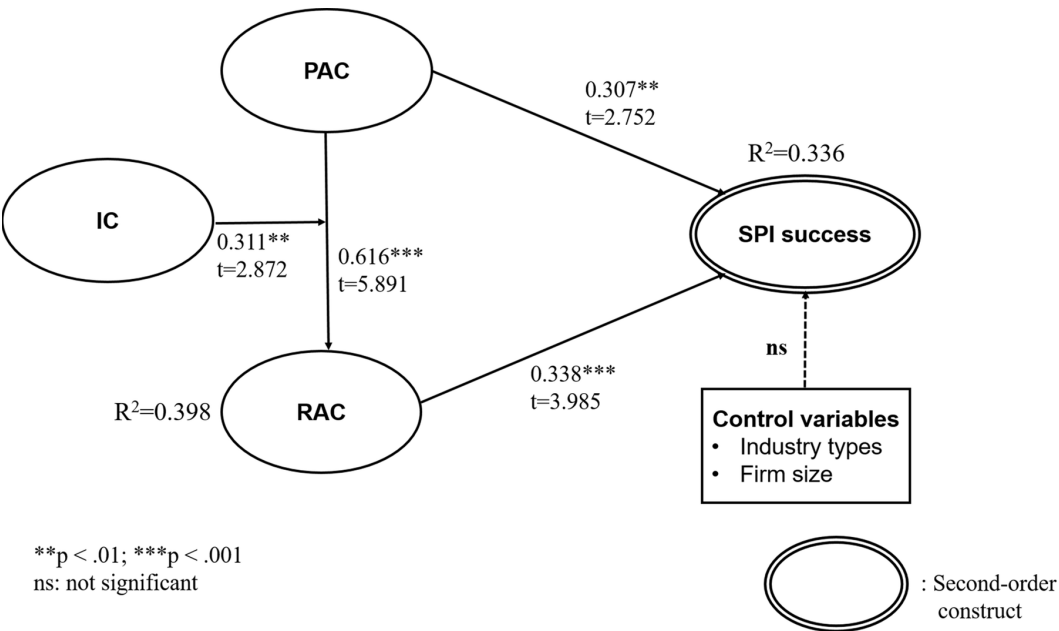 PAC
0.307**
t=2.752
R²=0.336
IC
SPI success
0.311**
t=2.872
0.616***
t=5.891
ns
0.338***
t=3.985
R²=0.398
RAC
Control variables
• Industry types
• Firm size
**p < .01; ***p < .001
ns: not significant
: Second-order
construct